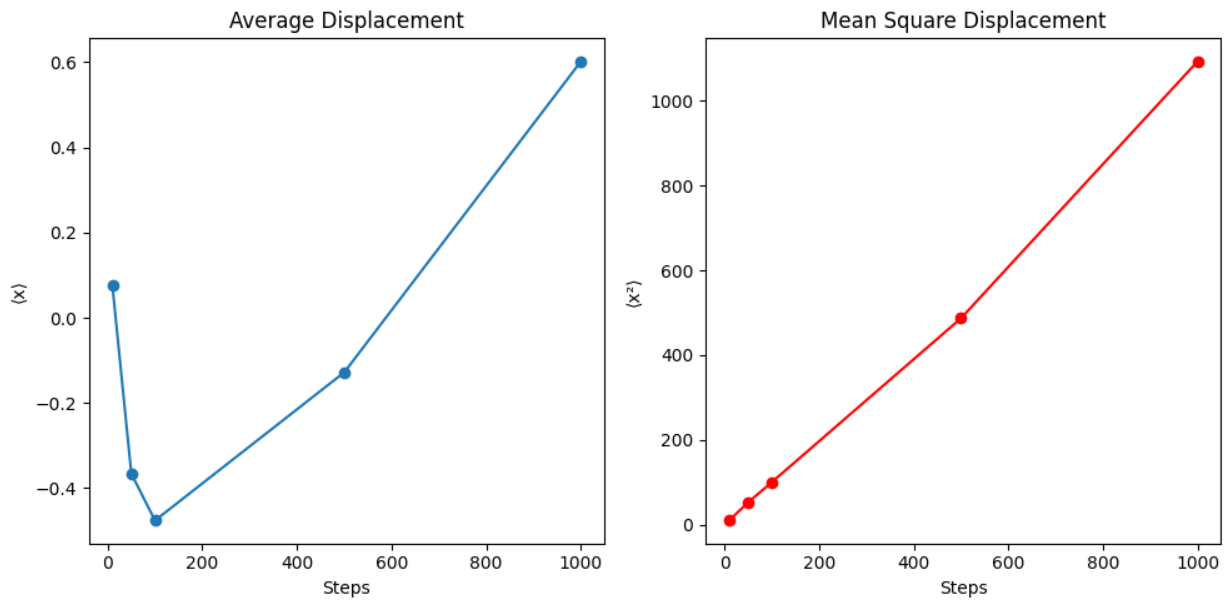 Average Displacement
0.6
0.4
0.2
0.0
−0.2
−0.4
⟨x⟩
0 200 400 600 800 1000
Steps
Mean Square Displacement
1000
800
600
400
200
0
⟨x²⟩
0 200 400 600 800 1000
Steps